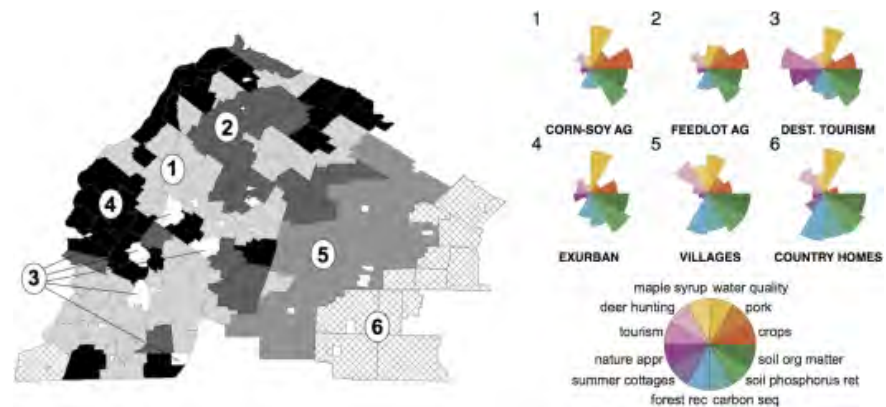 1 2 3
CORN-SOY AG FEEDLOT AG DEST. TOURISM
4 5 6
EXURBAN VILLAGES COUNTRY HOMES
maple syrup water quality
deer hunting pork
tourism crops
nature appr soil org matter
summer cottages soil phosphorus ret
forest rec carbon seq
2
1
4
5
3
6